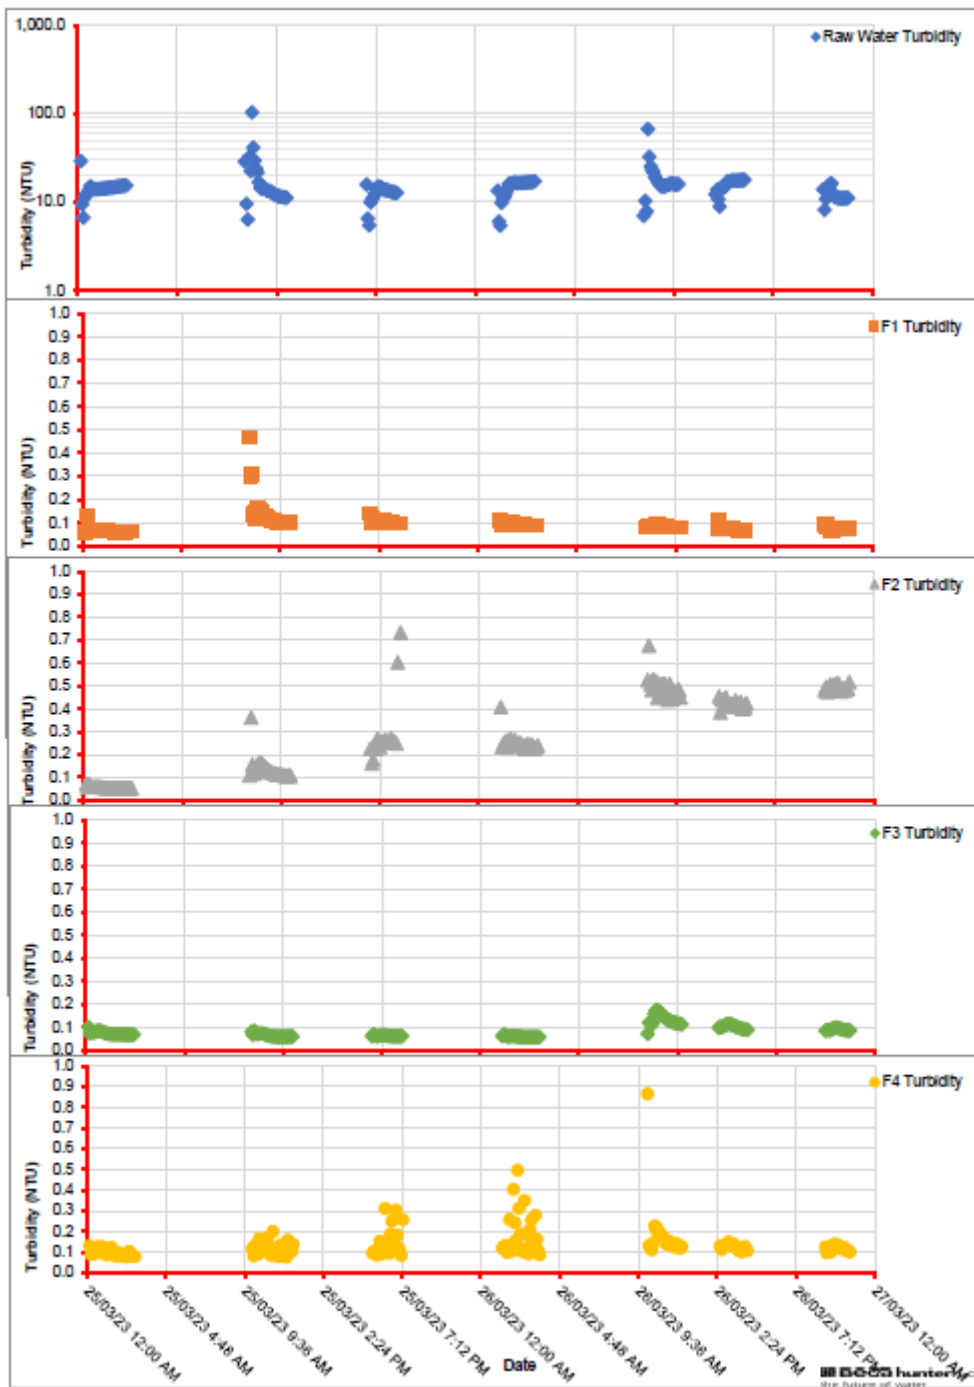 1,000.0
100.0
10.0
1.0
Turbidity (NTU)
Raw Water Turbidity
1.0
0.9
0.8
0.7
0.6
0.5
0.4
0.3
0.2
0.1
0.0
Turbidity (NTU)
F1 Turbidity
1.0
0.9
0.8
0.7
0.6
0.5
0.4
0.3
0.2
0.1
0.0
Turbidity (NTU)
F2 Turbidity
1.0
0.9
0.8
0.7
0.6
0.5
0.4
0.3
0.2
0.1
0.0
Turbidity (NTU)
F3 Turbidity
1.0
0.9
0.8
0.7
0.6
0.5
0.4
0.3
0.2
0.1
0.0
Turbidity (NTU)
F4 Turbidity
25/03/23 12:00 AM
25/03/23 4:48 AM
25/03/23 9:36 AM
25/03/23 2:24 PM
25/03/23 7:12 PM
26/03/23 12:00 AM
26/03/23 4:48 AM
26/03/23 9:36 AM
26/03/23 2:24 PM
26/03/23 7:12 PM
27/03/23 12:00 AM
Date
hunter
the future of water